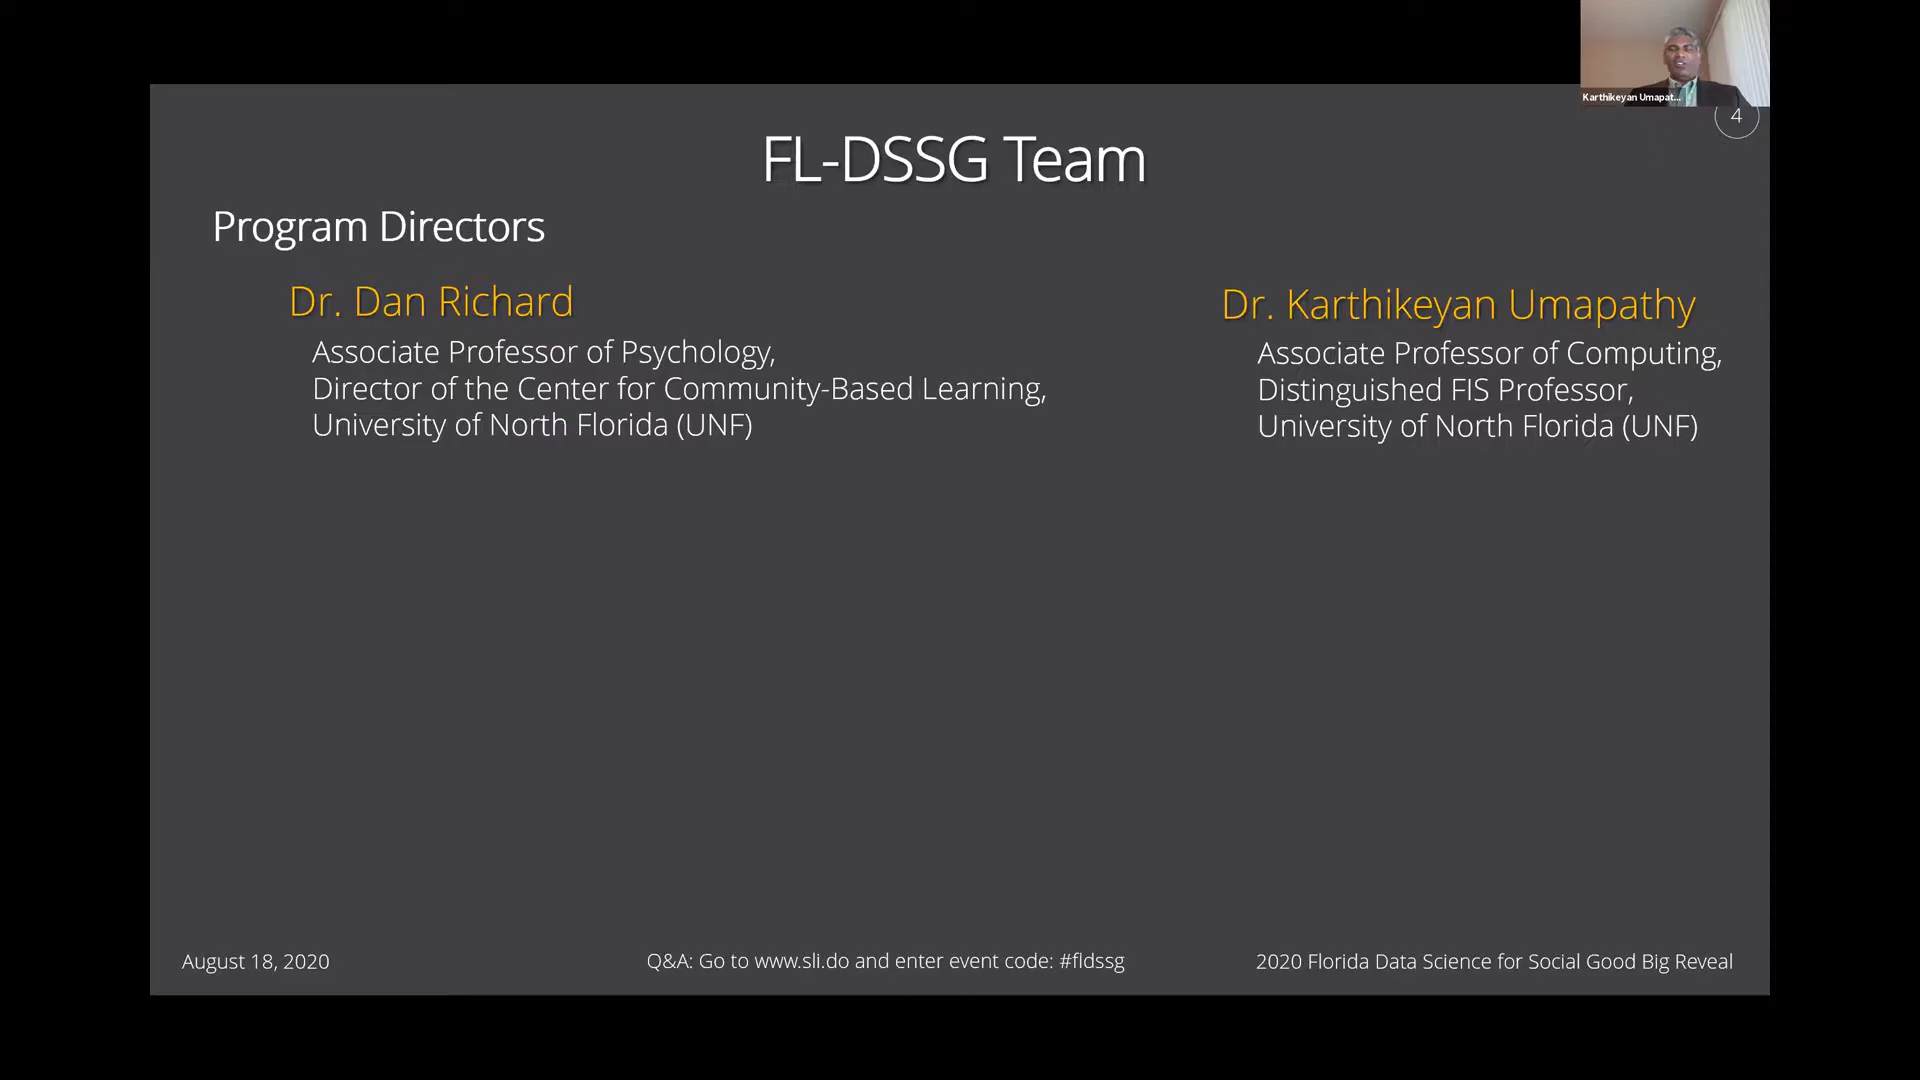 Karthikeyan Umapat...
4
FL-DSSG Team
Program Directors
Dr. Dan Richard
Associate Professor of Psychology,
Director of the Center for Community-Based Learning,
University of North Florida (UNF)
Dr. Karthikeyan Umapathy
Associate Professor of Computing,
Distinguished FIS Professor,
University of North Florida (UNF)
August 18, 2020
Q&A: Go to www.sli.do and enter event code: #fldssg
2020 Florida Data Science for Social Good Big Reveal